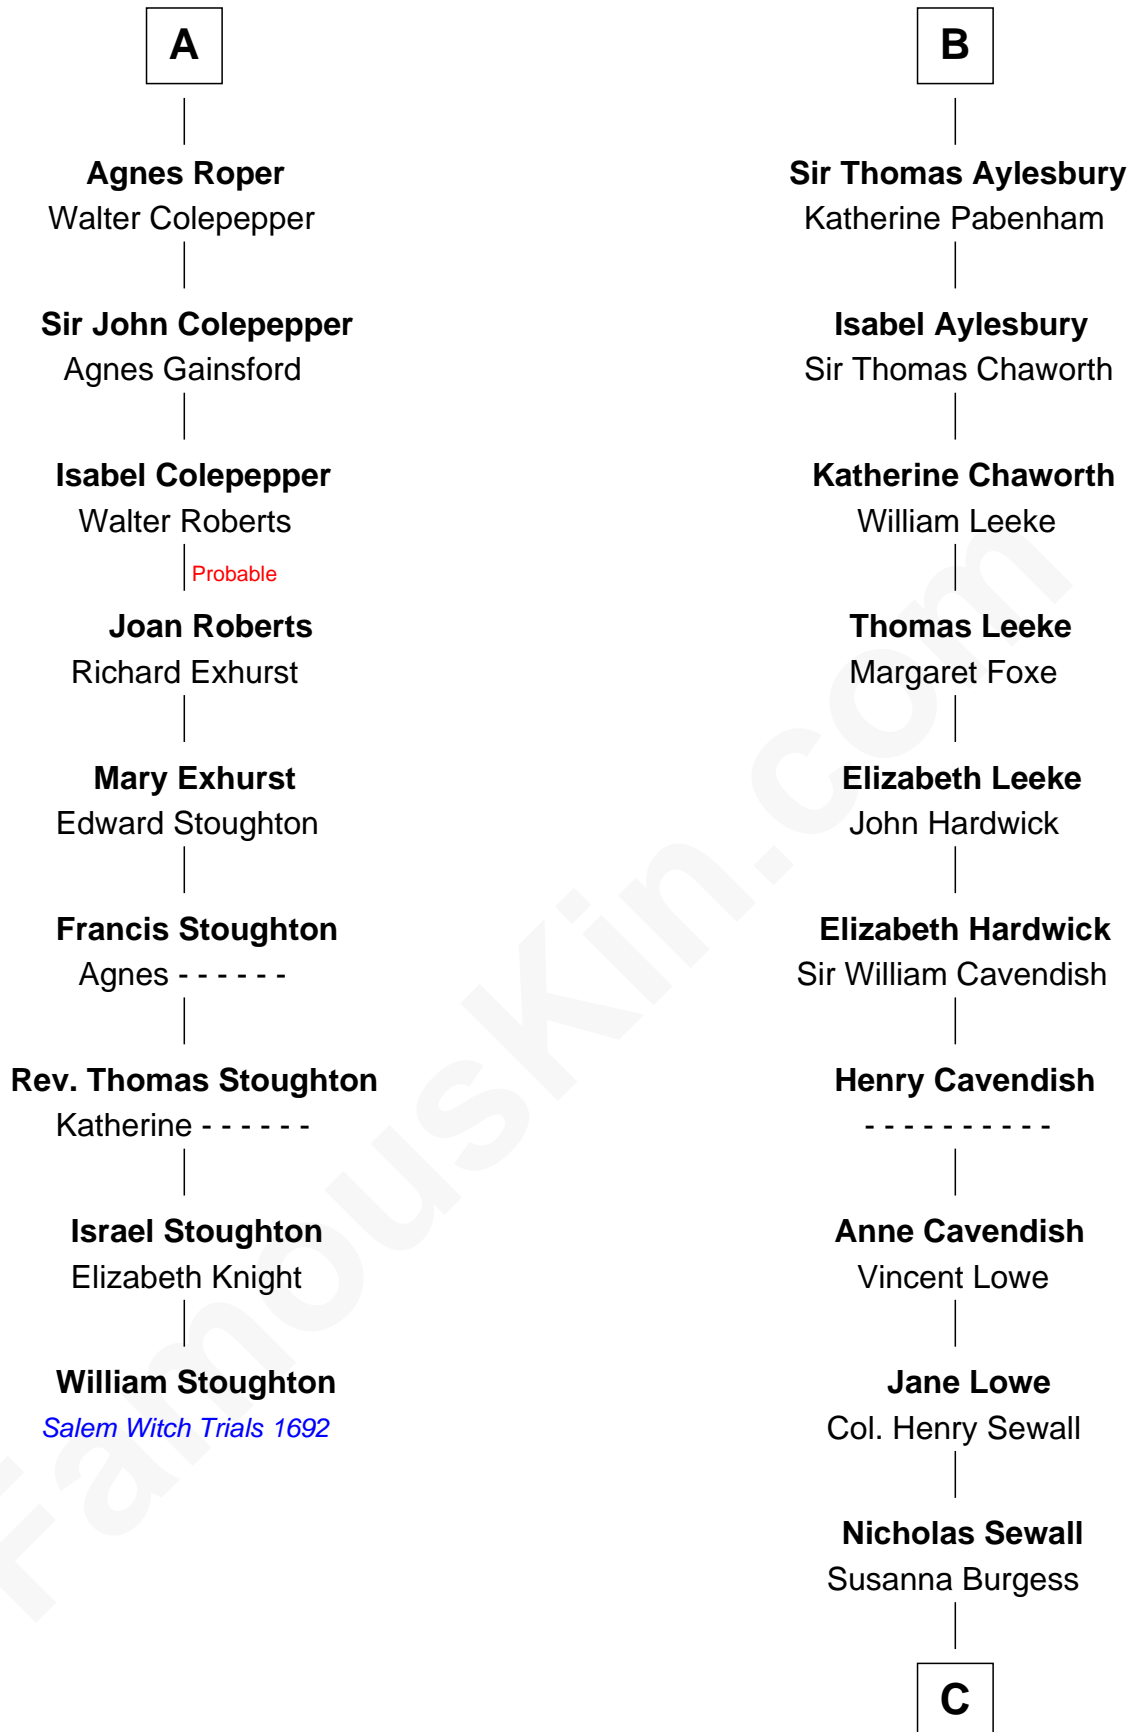 A
Agnes Roper
Walter Colepepper
Sir John Colepepper
Agnes Gainsford
Isabel Colepepper
Walter Roberts
Probable
Joan Roberts
Richard Exhurst
Mary Exhurst
Edward Stoughton
Francis Stoughton
Agnes - - - - - -
Rev. Thomas Stoughton
Katherine - - - - - -
Israel Stoughton
Elizabeth Knight
William Stoughton
Salem Witch Trials 1692
B
Sir Thomas Aylesbury
Katherine Pabenham
Isabel Aylesbury
Sir Thomas Chaworth
Katherine Chaworth
William Leeke
Thomas Leeke
Margaret Foxe
Elizabeth Leeke
John Hardwick
Elizabeth Hardwick
Sir William Cavendish
Henry Cavendish
- - - - - - - - - -
Anne Cavendish
Vincent Lowe
Jane Lowe
Col. Henry Sewall
Nicholas Sewall
Susanna Burgess
C
FamousKin.com